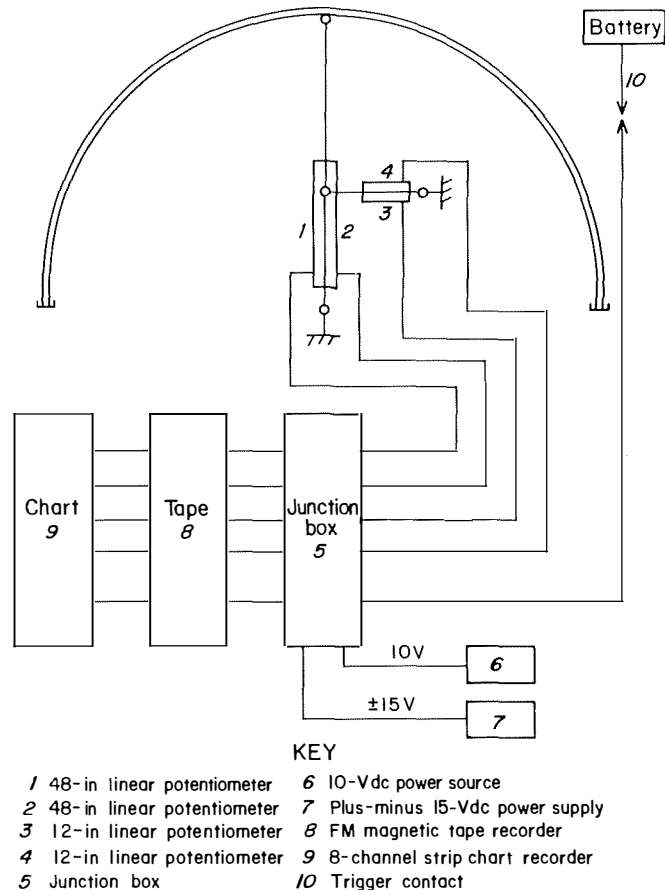 Battery
10
4
3
1
2
Chart
9
Tape
8
Junction
box
5
10V
6
±15V
7
KEY
1 48-in linear potentiometer
2 48-in linear potentiometer
3 12-in linear potentiometer
4 12-in linear potentiometer
5 Junction box
6 10-Vdc power source
7 Plus-minus 15-Vdc power supply
8 FM magnetic tape recorder
9 8-channel strip chart recorder
10 Trigger contact